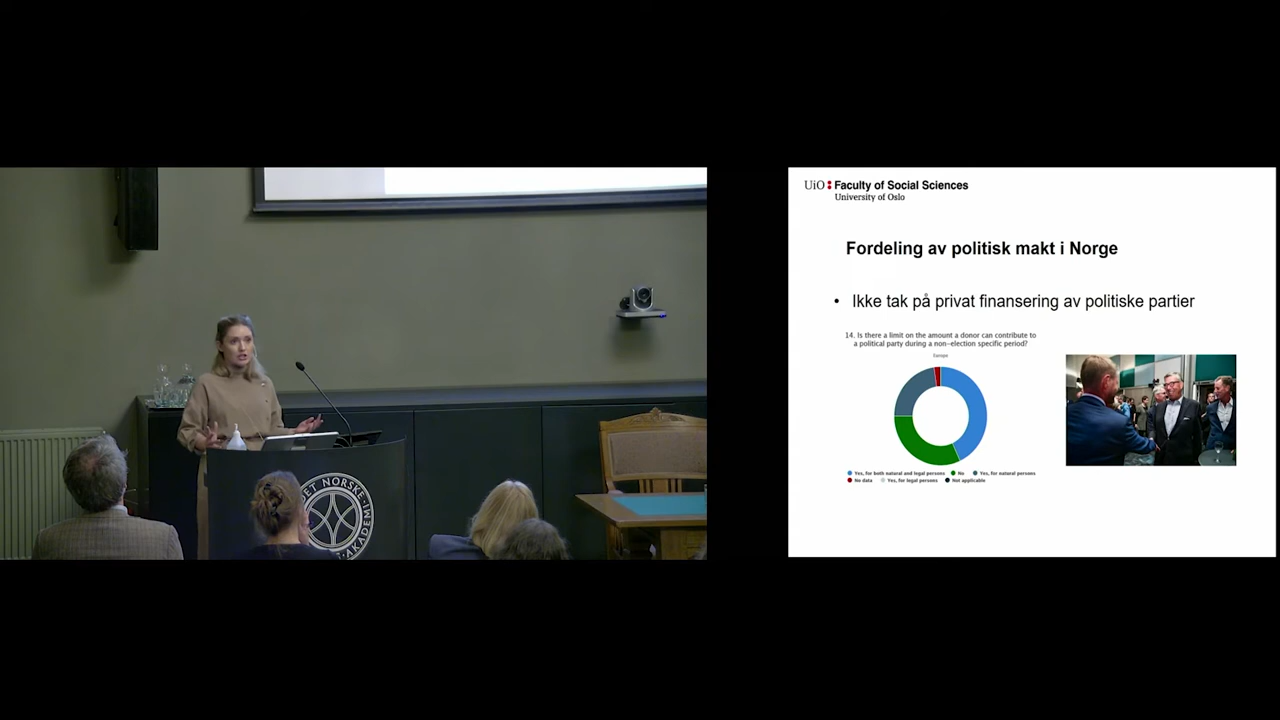 DET NORSKE
AKADEMI
UiO Faculty of Social Sciences
University of Oslo
Fordeling av politisk makt i Norge
• Ikke tak på privat finansering av politiske partier
14. Is there a limit on the amount a donor can contribute to
a political party during a non-election specific period?
Europe
Yes, for both natural and legal persons No Yes, for natural persons
No data Yes, for legal persons Not applicable